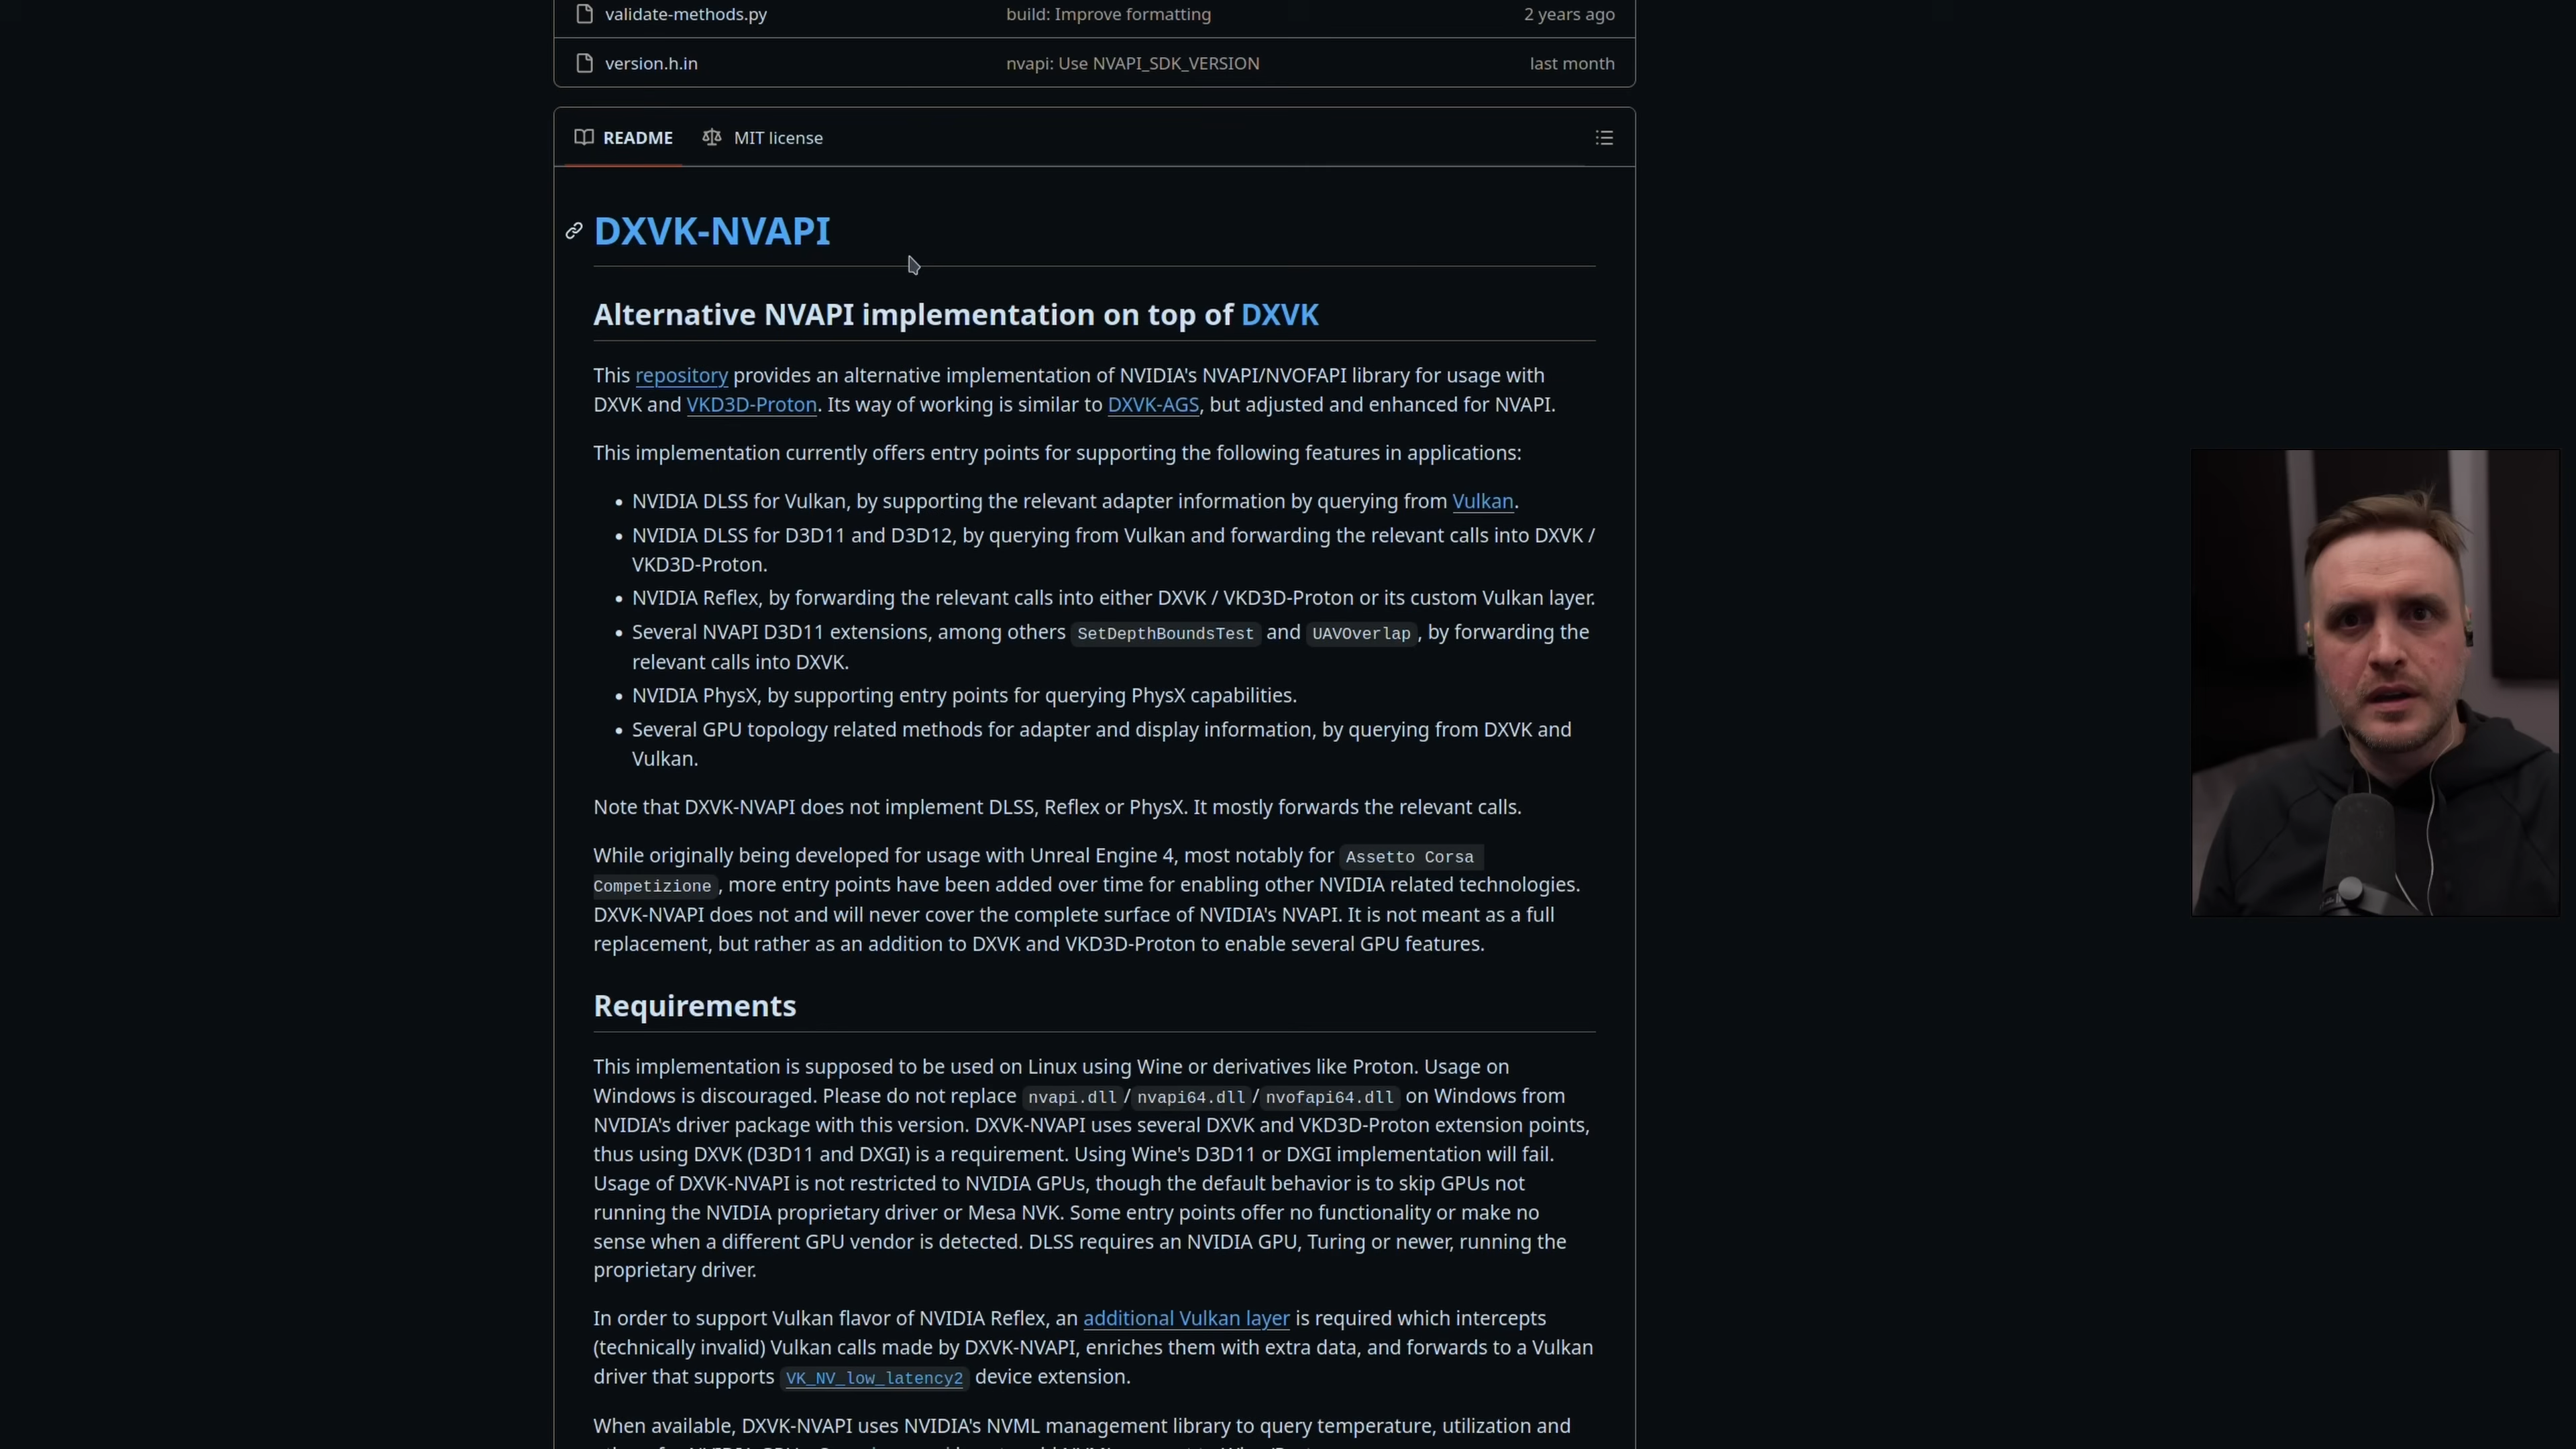 validate-methods.py build: Improve formatting 2 years ago
version.h.in nvapi: Use NVAPI_SDK_VERSION last month
README MIT license
DXVK-NVAPI
Alternative NVAPI implementation on top of DXVK
This repository provides an alternative implementation of NVIDIA's NVAPI/NVOFAPI library for usage with
DXVK and VKD3D-Proton. Its way of working is similar to DXVK-AGS, but adjusted and enhanced for NVAPI.
This implementation currently offers entry points for supporting the following features in applications:
• NVIDIA DLSS for Vulkan, by supporting the relevant adapter information by querying from Vulkan.
• NVIDIA DLSS for D3D11 and D3D12, by querying from Vulkan and forwarding the relevant calls into DXVK /
VKD3D-Proton.
• NVIDIA Reflex, by forwarding the relevant calls into either DXVK / VKD3D-Proton or its custom Vulkan layer.
• Several NVAPI D3D11 extensions, among others SetDepthBoundsTest and UAVOverlap, by forwarding the
relevant calls into DXVK.
• NVIDIA PhysX, by supporting entry points for querying PhysX capabilities.
• Several GPU topology related methods for adapter and display information, by querying from DXVK and
Vulkan.
Note that DXVK-NVAPI does not implement DLSS, Reflex or PhysX. It mostly forwards the relevant calls.
While originally being developed for usage with Unreal Engine 4, most notably for Assetto Corsa
Competizione, more entry points have been added over time for enabling other NVIDIA related technologies.
DXVK-NVAPI does not and will never cover the complete surface of NVIDIA's NVAPI. It is not meant as a full
replacement, but rather as an addition to DXVK and VKD3D-Proton to enable several GPU features.
Requirements
This implementation is supposed to be used on Linux using Wine or derivatives like Proton. Usage on
Windows is discouraged. Please do not replace nvapi.dll/nvapi64.dll/nvofapi64.dll on Windows from
NVIDIA's driver package with this version. DXVK-NVAPI uses several DXVK and VKD3D-Proton extension points,
thus using DXVK (D3D11 and DXGI) is a requirement. Using Wine's D3D11 or DXGI implementation will fail.
Usage of DXVK-NVAPI is not restricted to NVIDIA GPUs, though the default behavior is to skip GPUs not
running the NVIDIA proprietary driver or Mesa NVK. Some entry points offer no functionality or make no
sense when a different GPU vendor is detected. DLSS requires an NVIDIA GPU, Turing or newer, running the
proprietary driver.
In order to support Vulkan flavor of NVIDIA Reflex, an additional Vulkan layer is required which intercepts
(technically invalid) Vulkan calls made by DXVK-NVAPI, enriches them with extra data, and forwards to a Vulkan
driver that supports VK_NV_low_latency2 device extension.
When available, DXVK-NVAPI uses NVIDIA's NVML management library to query temperature, utilization and